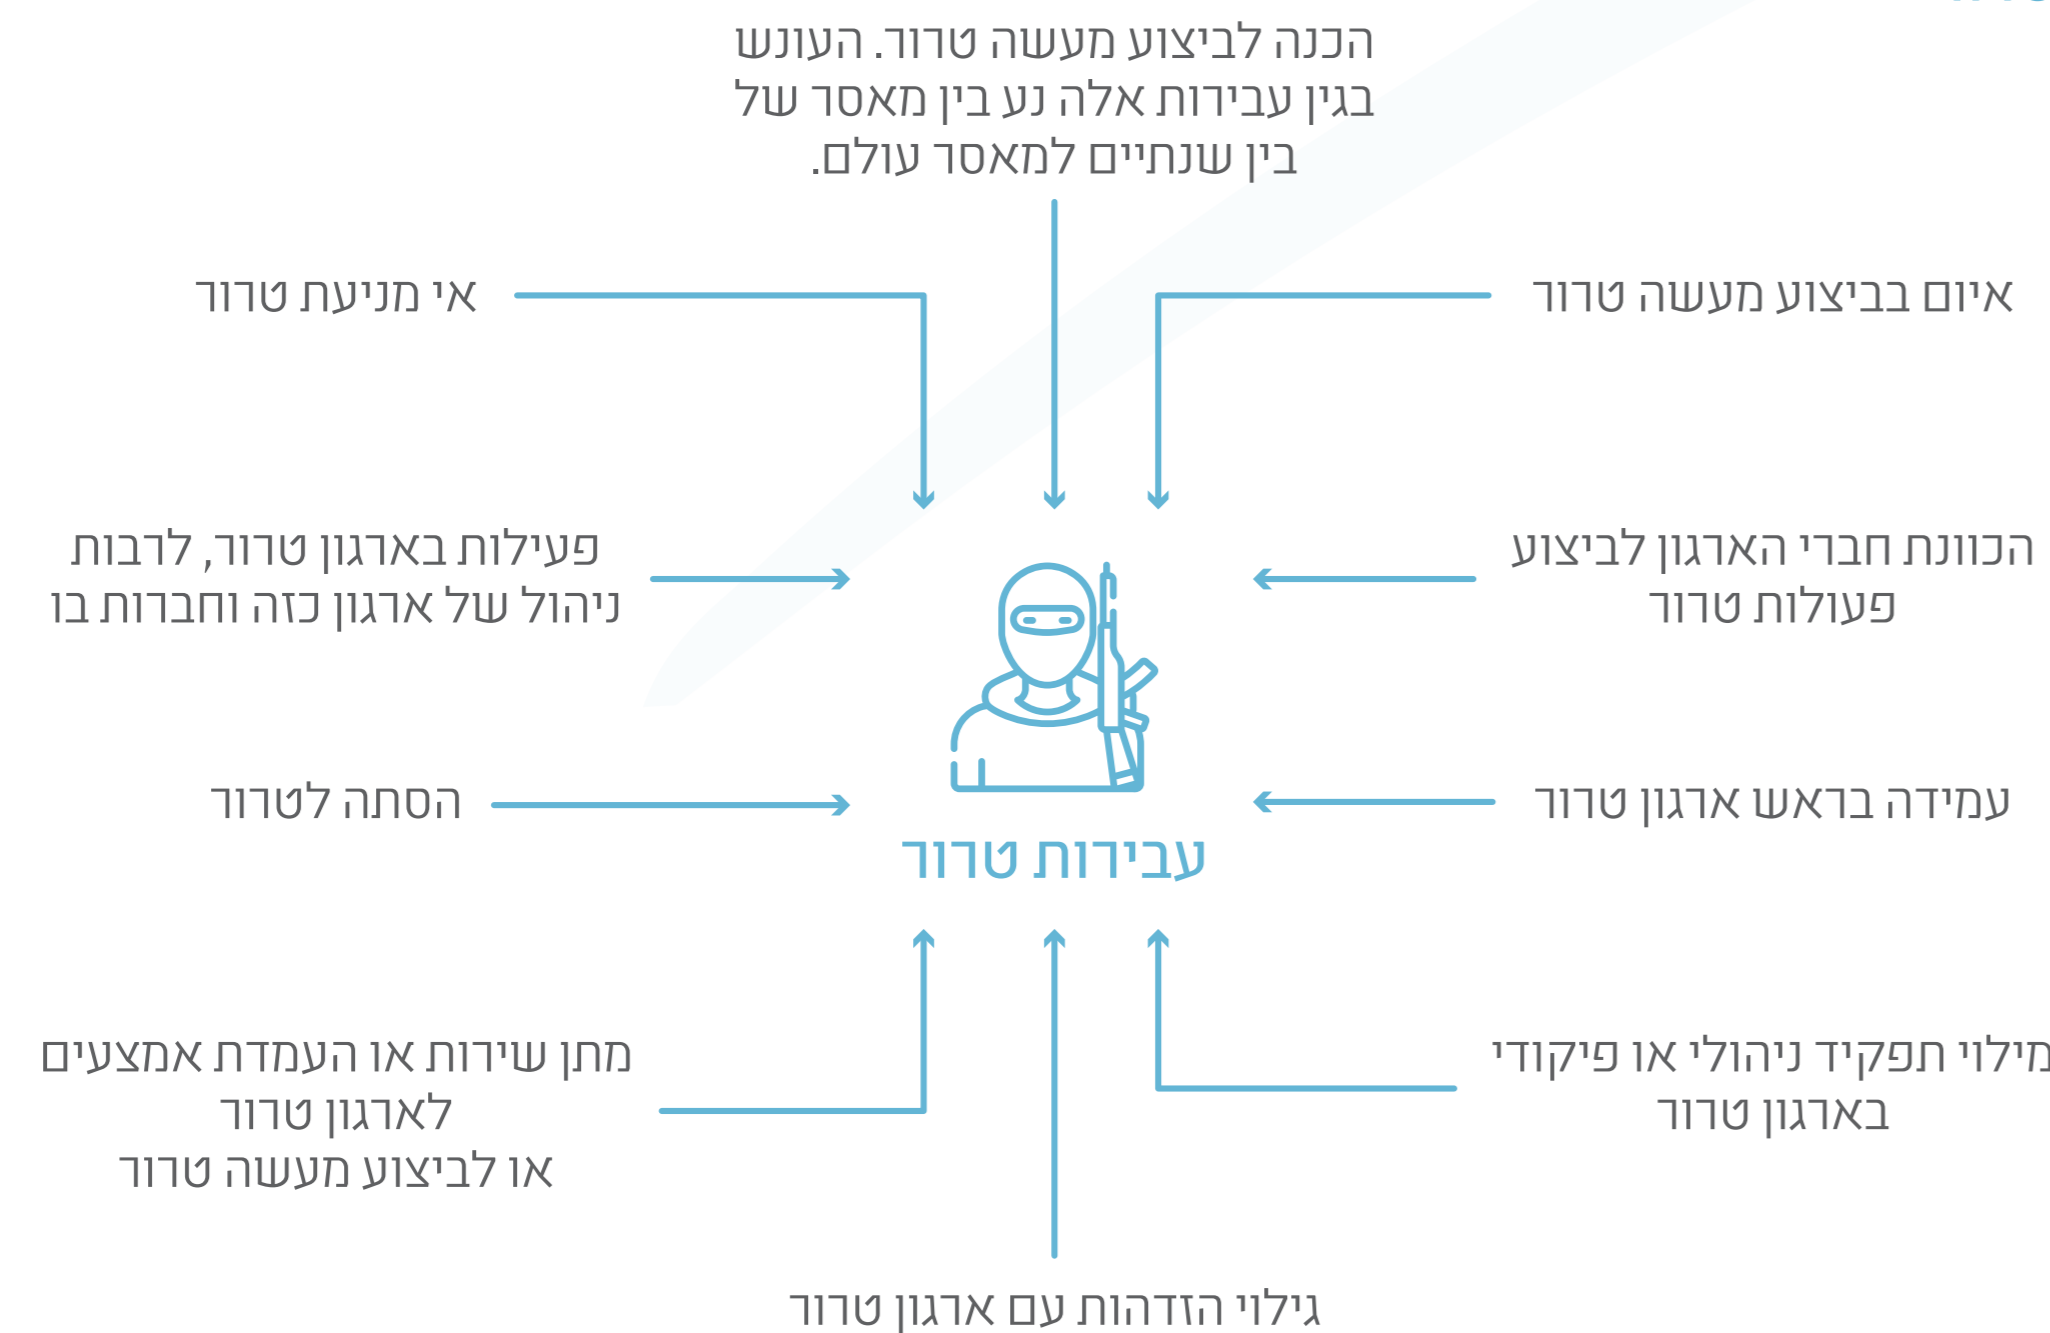 הכנה לביצוע מעשה טרור. העונש
בגין עבירות אלה נע בין מאסר של
בין שנתיים למאסר עולם.
איום בביצוע מעשה טרור
אי מניעת טרור
הכוונת חברי הארגון לביצוע
פעולות טרור
פעילות בארגון טרור, לרבות
ניהול של ארגון כזה וחברות בו
עמידה בראש ארגון טרור
הסתה לטרור
עבירות טרור
מילוי תפקיד ניהולי או פיקודי
בארגון טרור
מתן שירות או העמדת אמצעים
לארגון טרור
או לביצוע מעשה טרור
גילוי הזדהות עם ארגון טרור